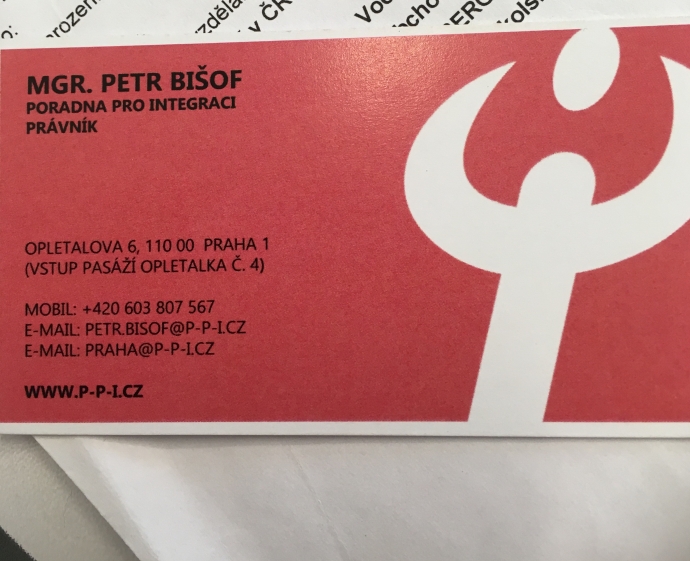 MGR. PETR BIŠOF
PORADNA PRO INTEGRACI
PRÁVNÍK
OPLETALOVA 6, 110 00 PRAHA 1
(VSTUP PASÁŽÍ OPLETALKA Č. 4)
MOBIL: +420 603 807 567
E-MAIL: PETR.BISOF@P-P-I.CZ
E-MAIL: PRAHA@P-P-I.CZ
WWW.P-P-I.CZ